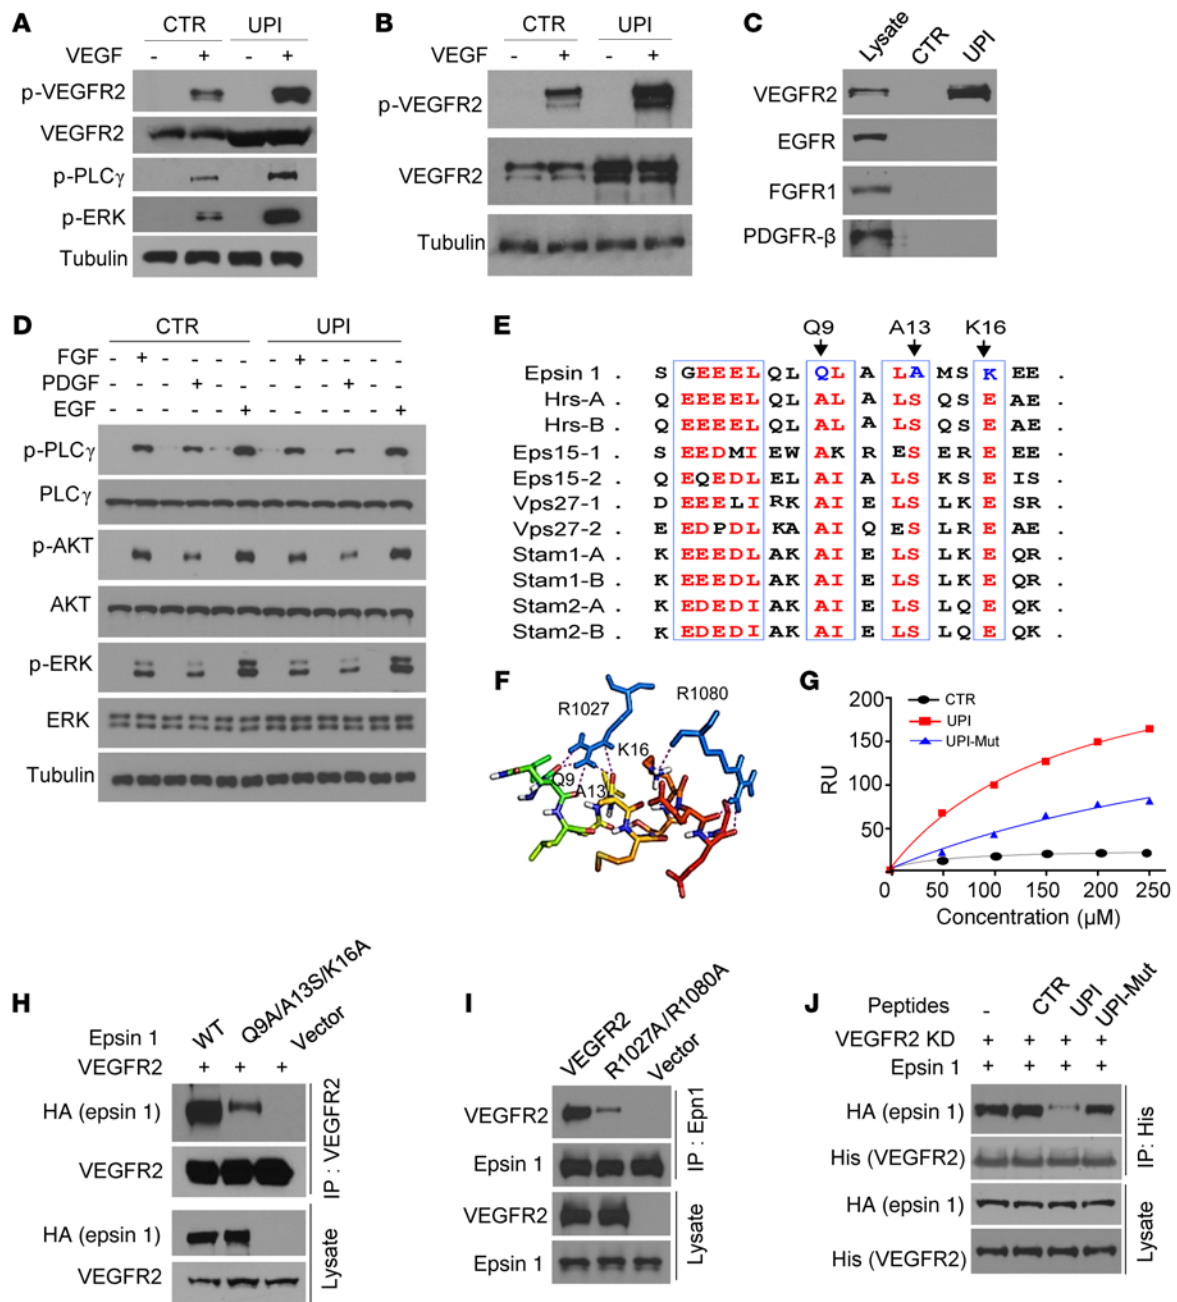 A
CTR UPI
VEGF - + - +
p-VEGFR2
VEGFR2
p-PLCγ
p-ERK
Tubulin
B
CTR UPI
VEGF - + - +
p-VEGFR2
VEGFR2
Tubulin
C
Lysate CTR UPI
VEGFR2
EGFR
FGFR1
PDGFR-β
D
CTR UPI
FGF - + - - - - - + - - - -
PDGF - - - + - - - - - + - -
EGF - - - - - + - - - - - +
p-PLCγ
PLCγ
p-AKT
AKT
p-ERK
ERK
Tubulin
E
Q9 A13 K16
Epsin 1 . S GEEEL QL QL A LA MS K EE .
Hrs-A . Q EEEEL QL AL A LS QS E AE .
Hrs-B . Q EEEEL QL AL A LS QS E AE .
Eps15-1 . S EEDMI EW AK R ES ER E EE .
Eps15-2 . E EQEDL EL AI A LS KS E IS .
Vps27-1 . D EEELI RK AI E LS LK E SR .
Vps27-2 . E EDPDL KA AI Q ES LR E AE .
Stam1-A . K EEEDL AK AI E LS LK E QR .
Stam1-B . K EEEDL AK AI E LS LK E QR .
Stam2-A . K EDEDI AK AI E LS LQ E QK .
Stam2-B . K EDEDI AK AI E LS LQ E QK .
F
R1027
R1080
K16
Q9
A13
G
CTR
UPI
UPI-Mut
RU
200
150
100
50
0 50 100 150 200 250
Concentration (µM)
H
Epsin 1 WT Q9A/A13S/K16A Vector
VEGFR2 + + +
HA (epsin 1)
VEGFR2
IP : VEGFR2
HA (epsin 1)
VEGFR2
Lysate
I
VEGFR2 R1027A/R1080A Vector
VEGFR2
Epsin 1
IP : Epn1
VEGFR2
Epsin 1
Lysate
J
Peptides - CTR UPI UPI-Mut
VEGFR2 KD + + + +
Epsin 1 + + + +
HA (epsin 1)
His (VEGFR2)
IP: His
HA (epsin 1)
His (VEGFR2)
Lysate